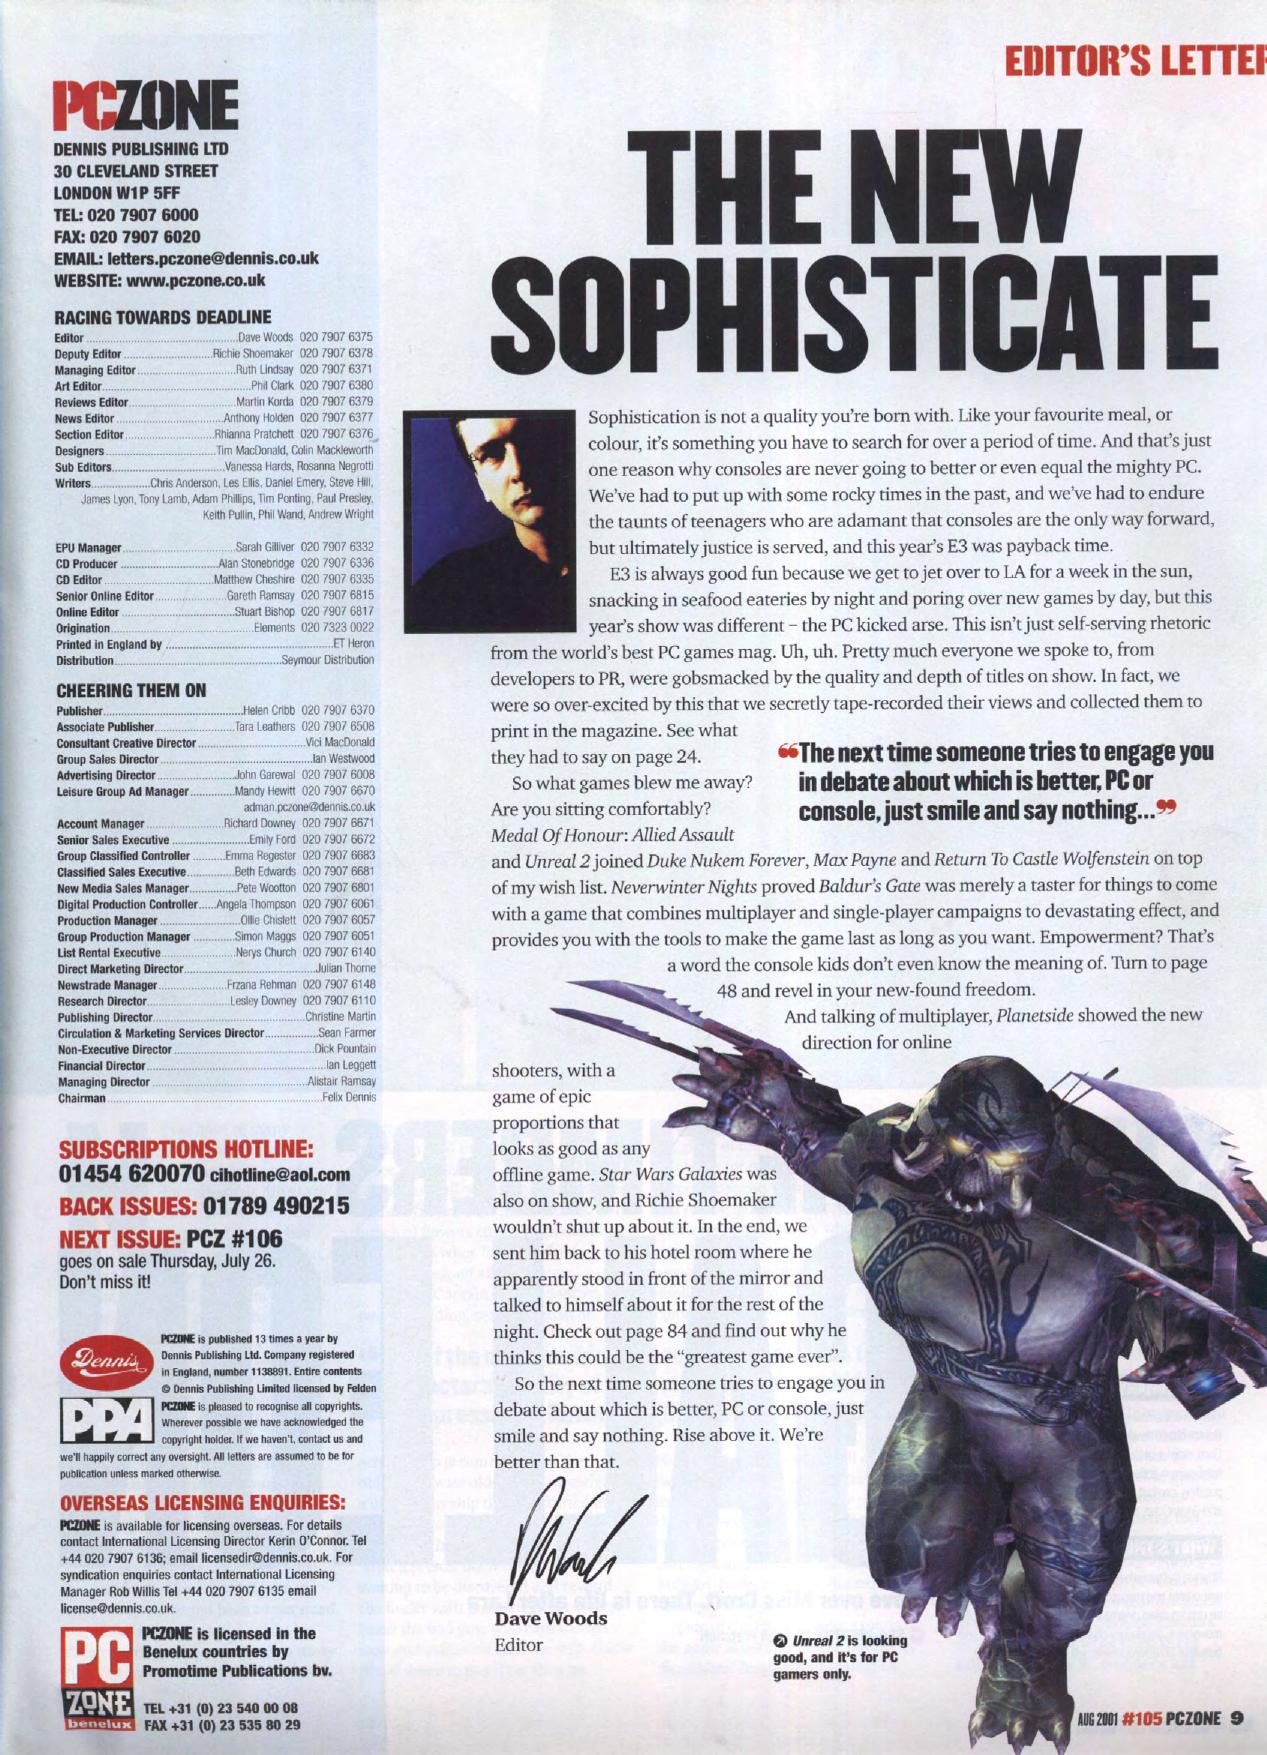 EDITOR'S LETTER
PCZONE
DENNIS PUBLISHING LTD
30 CLEVELAND STREET
LONDON W1P 5FF
TEL: 020 7907 6000
FAX: 020 7907 6020
EMAIL: letters.pczone@dennis.co.uk
WEBSITE: www.pczone.co.uk
RACING TOWARDS DEADLINE
Editor Dave Woods 020 7907 6375
Deputy Editor Richie Shoemaker 020 7907 6378
Managing Editor Ruth Lindsay 020 7907 6371
Art Editor Phil Clark 020 7907 6380
Reviews Editor Martin Korda 020 7907 6379
News Editor Anthony Holden 020 7907 6377
Section Editor Rhianna Pratchett 020 7907 6376
Designers Tim MacDonald, Colin Mackleworth
Sub Editors Vanessa Hards, Rosanna Negrotti
Writers Chris Anderson, Les Ellis, Daniel Emery, Steve Hill,
James Lyon, Tony Lamb, Adam Phillips, Tim Ponting, Paul Presley,
Keith Pullin, Phil Wand, Andrew Wright
EPU Manager Sarah Gilliver 020 7907 6332
CD Producer Alan Stonebridge 020 7907 6336
CD Editor Matthew Cheshire 020 7907 6335
Senior Online Editor Gareth Ramsay 020 7907 6815
Online Editor Stuart Bishop 020 7907 6817
Origination Elements 020 7323 0022
Printed in England by ET Heron
Distribution Seymour Distribution
CHEERING THEM ON
Publisher Helen Cribb 020 7907 6370
Associate Publisher Tara Leathers 020 7907 6508
Consultant Creative Director Vici MacDonald
Group Sales Director Ian Westwood
Advertising Director John Garewal 020 7907 6008
Leisure Group Ad Manager Mandy Hewitt 020 7907 6670
adman.pczone@dennis.co.uk
Account Manager Richard Downey 020 7907 6671
Senior Sales Executive Emily Ford 020 7907 6672
Group Classified Controller Emma Regester 020 7907 6683
Classified Sales Executive Beth Edwards 020 7907 6681
New Media Sales Manager Pete Wootton 020 7907 6801
Digital Production Controller Angela Thompson 020 7907 6061
Production Manager Ollie Chislett 020 7907 6057
Group Production Manager Simon Maggs 020 7907 6051
List Rental Executive Nerys Church 020 7907 6140
Direct Marketing Director Julian Thorne
Newstrade Manager Frzana Rehman 020 7907 6148
Research Director Lesley Downey 020 7907 6110
Publishing Director Christine Martin
Circulation & Marketing Services Director Sean Farmer
Non-Executive Director Dick Pountain
Financial Director Ian Leggett
Managing Director Alistair Ramsay
Chairman Felix Dennis
SUBSCRIPTIONS HOTLINE:
01454 620070 cihotline@aol.com
BACK ISSUES: 01789 490215
NEXT ISSUE: PCZ #106
goes on sale Thursday, July 26.
Don't miss it!
Dennis
PPA
PCZONE is published 13 times a year by
Dennis Publishing Ltd. Company registered
in England, number 1138891. Entire contents
© Dennis Publishing Limited licensed by Felden
PCZONE is pleased to recognise all copyrights.
Wherever possible we have acknowledged the
copyright holder. If we haven't, contact us and
we'll happily correct any oversight. All letters are assumed to be for
publication unless marked otherwise.
OVERSEAS LICENSING ENQUIRIES:
PCZONE is available for licensing overseas. For details
contact International Licensing Director Kerin O'Connor. Tel
+44 020 7907 6136; email licensedir@dennis.co.uk. For
syndication enquiries contact International Licensing
Manager Rob Willis Tel +44 020 7907 6135 email
license@dennis.co.uk.
PC ZONE benelux
PCZONE is licensed in the
Benelux countries by
Promotime Publications bv.
TEL +31 (0) 23 540 00 08
FAX +31 (0) 23 535 80 29
THE NEW
SOPHISTICATE
Sophistication is not a quality you're born with. Like your favourite meal, or
colour, it's something you have to search for over a period of time. And that's just
one reason why consoles are never going to better or even equal the mighty PC.
We've had to put up with some rocky times in the past, and we've had to endure
the taunts of teenagers who are adamant that consoles are the only way forward,
but ultimately justice is served, and this year's E3 was payback time.
E3 is always good fun because we get to jet over to LA for a week in the sun,
snacking in seafood eateries by night and poring over new games by day, but this
year's show was different – the PC kicked arse. This isn't just self-serving rhetoric
from the world's best PC games mag. Uh, uh. Pretty much everyone we spoke to, from
developers to PR, were gobsmacked by the quality and depth of titles on show. In fact, we
were so over-excited by this that we secretly tape-recorded their views and collected them to
print in the magazine. See what
they had to say on page 24.
So what games blew me away?
Are you sitting comfortably?
Medal Of Honour: Allied Assault
and Unreal 2 joined Duke Nukem Forever, Max Payne and Return To Castle Wolfenstein on top
of my wish list. Neverwinter Nights proved Baldur's Gate was merely a taster for things to come
with a game that combines multiplayer and single-player campaigns to devastating effect, and
provides you with the tools to make the game last as long as you want. Empowerment? That's
a word the console kids don't even know the meaning of. Turn to page
48 and revel in your new-found freedom.
And talking of multiplayer, Planetside showed the new
direction for online
shooters, with a
game of epic
proportions that
looks as good as any
offline game. Star Wars Galaxies was
also on show, and Richie Shoemaker
wouldn't shut up about it. In the end, we
sent him back to his hotel room where he
apparently stood in front of the mirror and
talked to himself about it for the rest of the
night. Check out page 84 and find out why he
thinks this could be the “greatest game ever”.
So the next time someone tries to engage you in
debate about which is better, PC or console, just
smile and say nothing. Rise above it. We're
better than that.
“The next time someone tries to engage you
in debate about which is better, PC or
console, just smile and say nothing...”
DWoods
Dave Woods
Editor
Unreal 2 is looking
good, and it's for PC
gamers only.
AUG 2001 #105 PCZONE 9